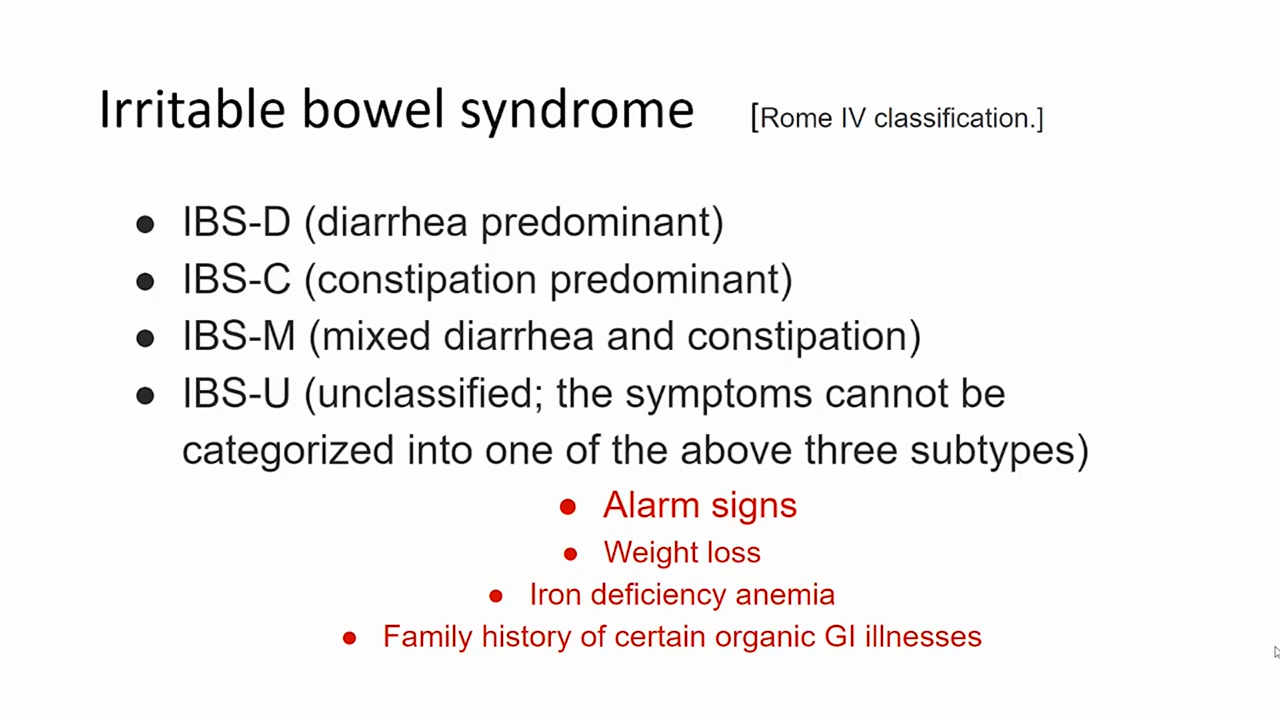 Irritable bowel syndrome [Rome IV classification.]
● IBS-D (diarrhea predominant)
● IBS-C (constipation predominant)
● IBS-M (mixed diarrhea and constipation)
● IBS-U (unclassified; the symptoms cannot be
categorized into one of the above three subtypes)
● Alarm signs
● Weight loss
● Iron deficiency anemia
● Family history of certain organic GI illnesses